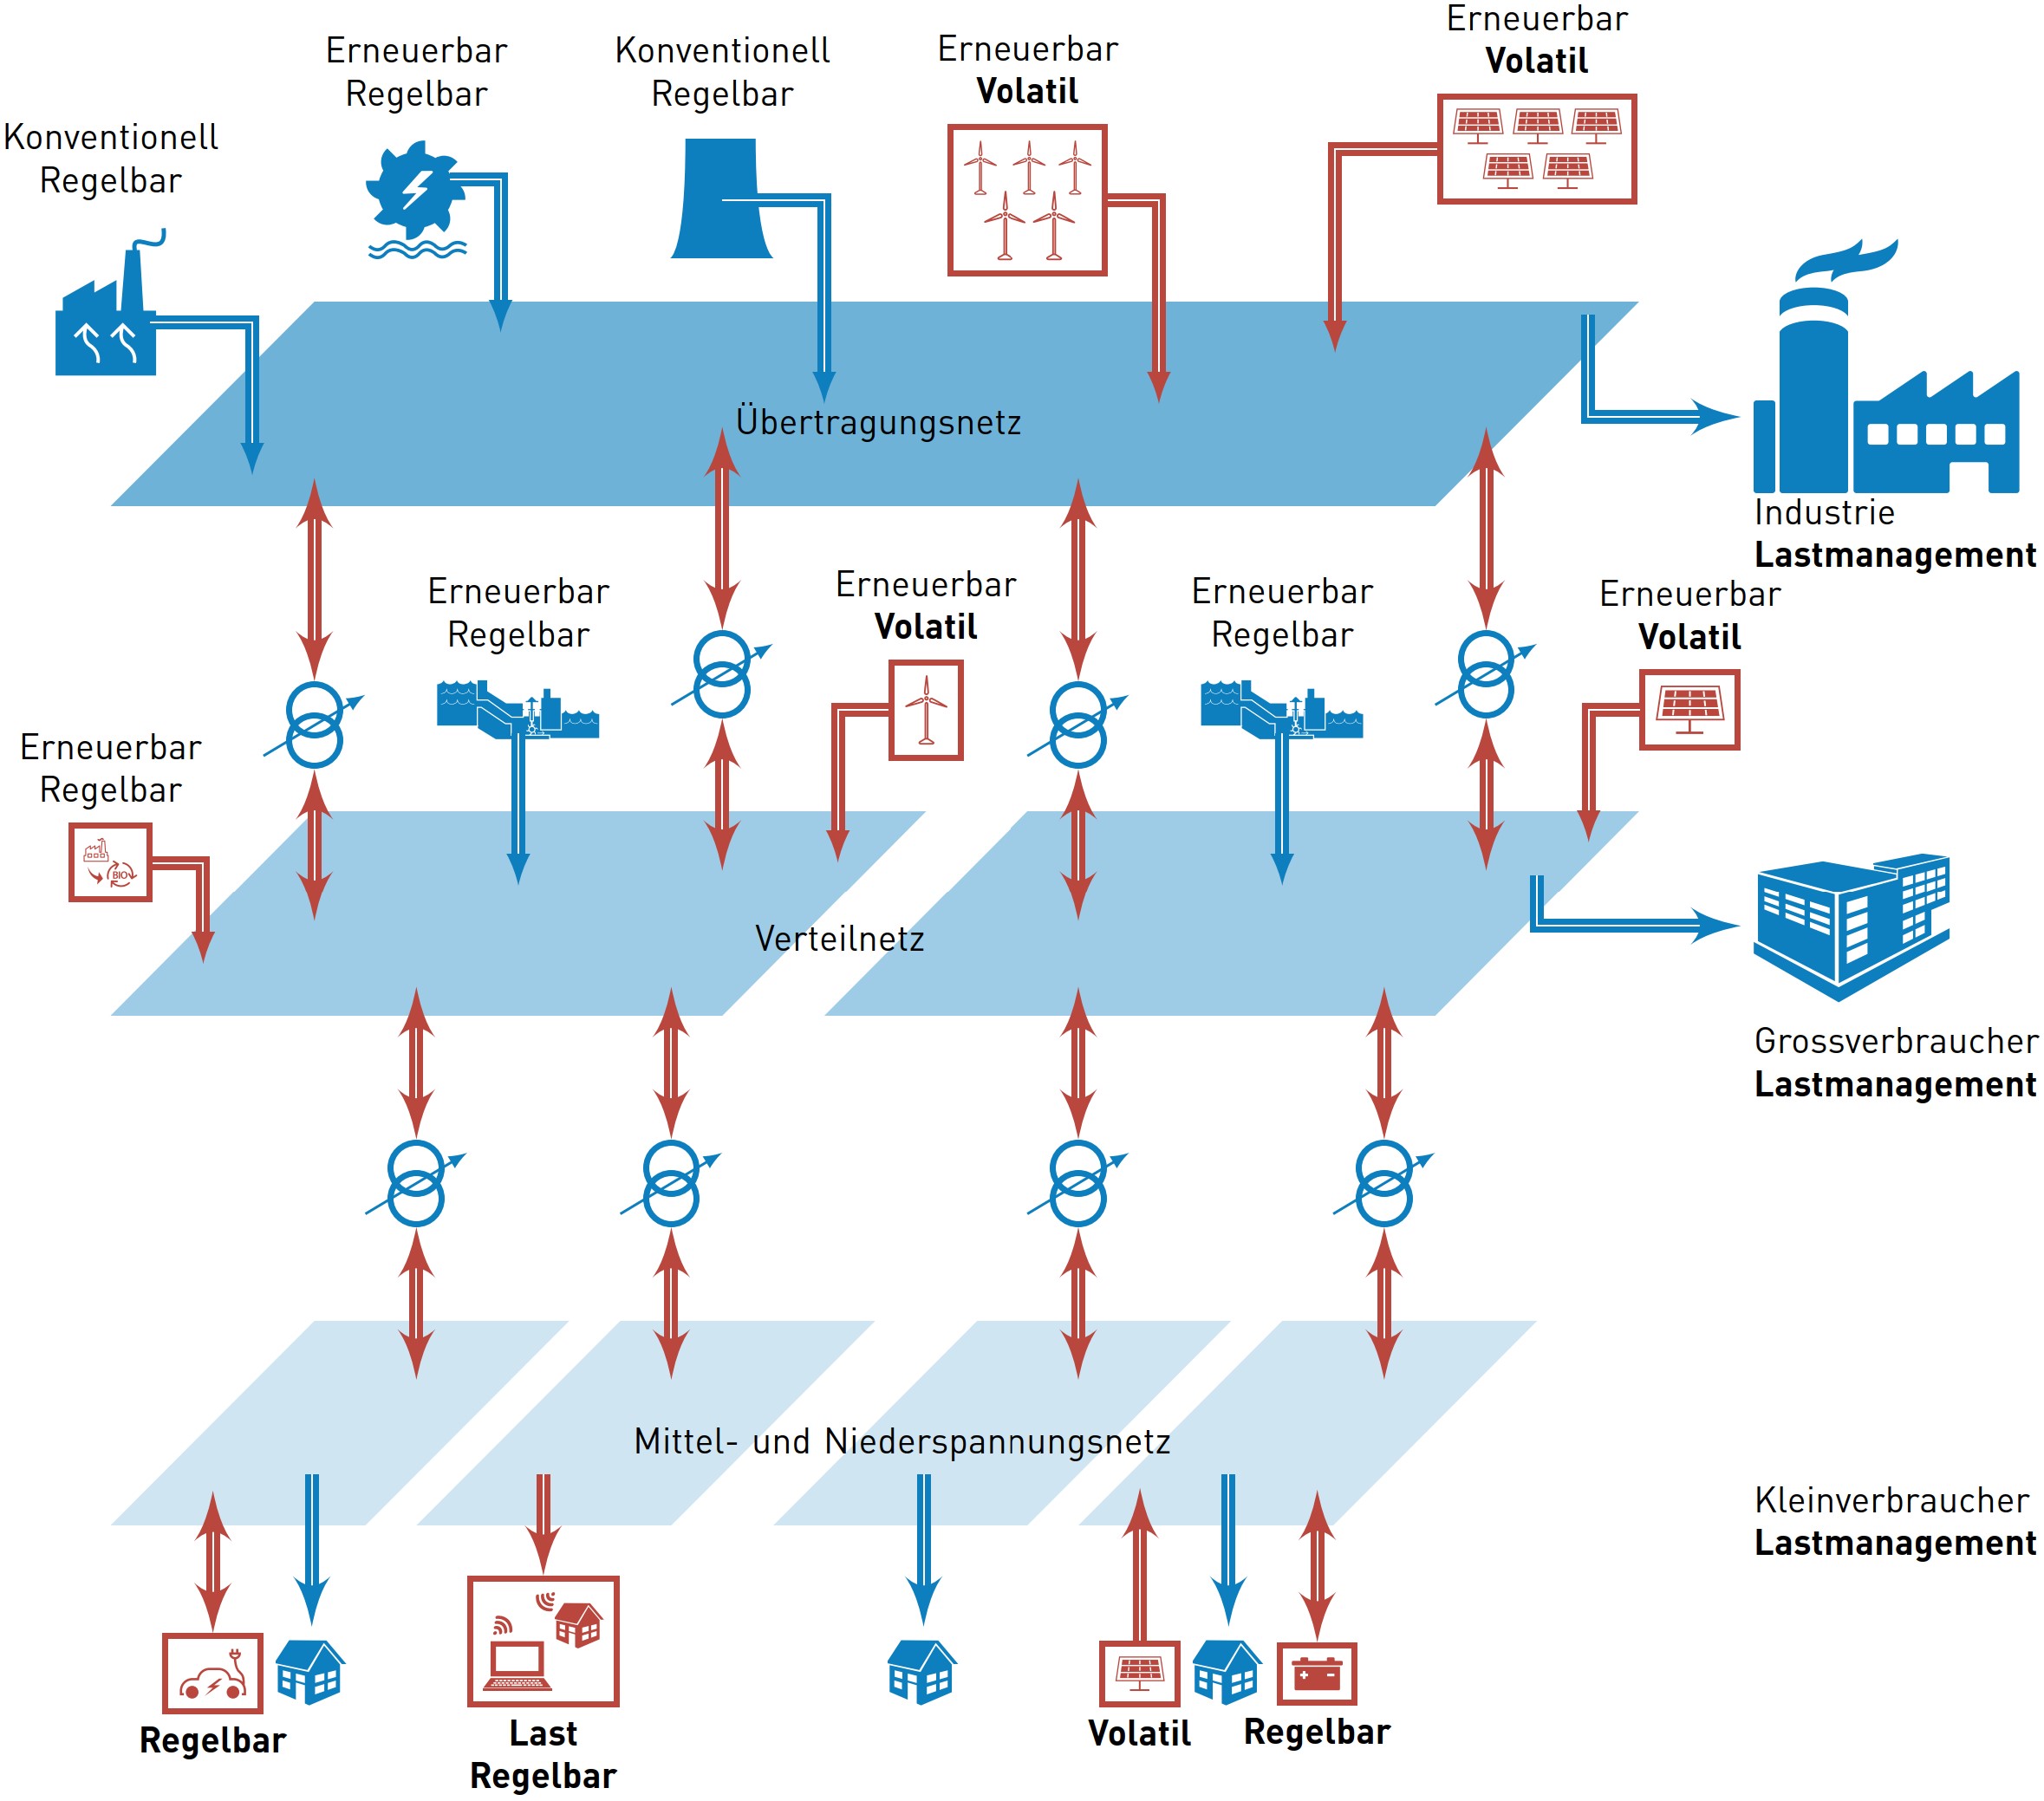 Erneuerbar
Volatil
Erneuerbar
Regelbar
Konventionell
Regelbar
Erneuerbar
Volatil
Konventionell
Regelbar
Übertragungsnetz
Industrie
Lastmanagement
Erneuerbar
Regelbar
Erneuerbar
Volatil
Erneuerbar
Regelbar
Erneuerbar
Volatil
Erneuerbar
Regelbar
BIO
Verteilnetz
Grossverbraucher
Lastmanagement
Mittel- und Niederspannungsnetz
Kleinverbraucher
Lastmanagement
Regelbar
Last
Regelbar
Volatil
Regelbar